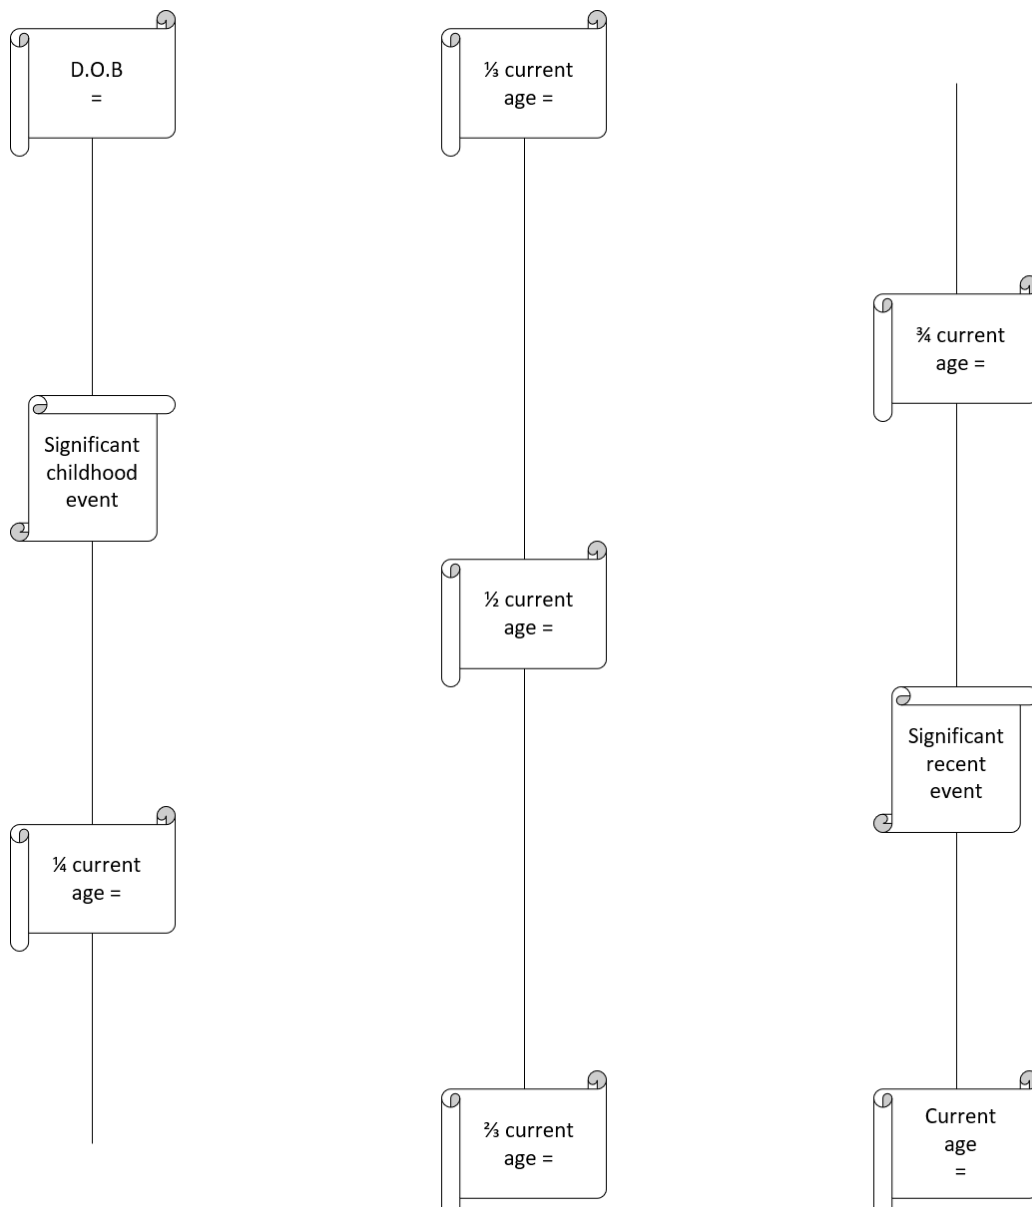 D.O.B
=
Significant
childhood
event
¼ current
age =
⅓ current
age =
½ current
age =
⅔ current
age =
¾ current
age =
Significant
recent
event
Current
age
=